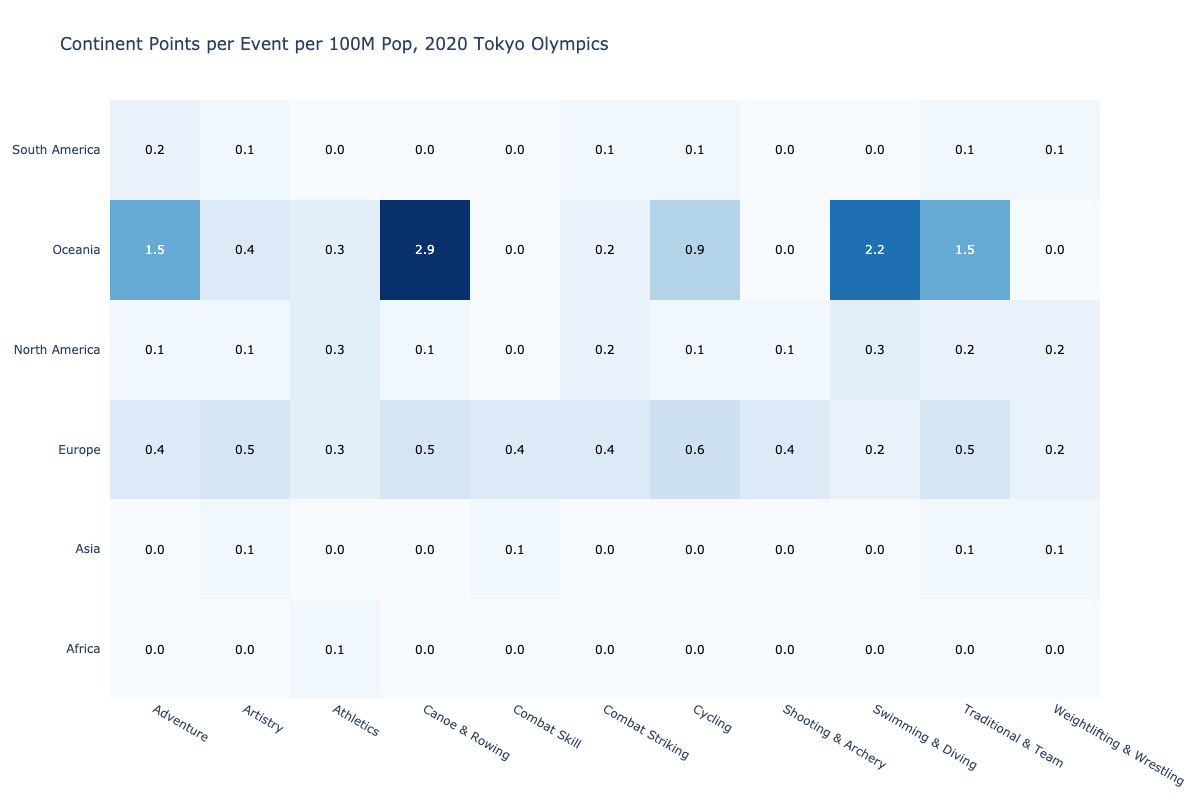 Continent Points per Event per 100M Pop, 2020 Tokyo Olympics
South America 0.2 0.1 0.0 0.0 0.0 0.1 0.1 0.0 0.0 0.1 0.1
Oceania 1.5 0.4 0.3 2.9 0.0 0.2 0.9 0.0 2.2 1.5 0.0
North America 0.1 0.1 0.3 0.1 0.0 0.2 0.1 0.1 0.3 0.2 0.2
Europe 0.4 0.5 0.3 0.5 0.4 0.4 0.6 0.4 0.2 0.5 0.2
Asia 0.0 0.1 0.0 0.0 0.1 0.0 0.0 0.0 0.0 0.1 0.1
Africa 0.0 0.0 0.1 0.0 0.0 0.0 0.0 0.0 0.0 0.0 0.0
Adventure
Artistry
Athletics
Canoe & Rowing
Combat Skill
Combat Striking
Cycling
Shooting & Archery
Swimming & Diving
Traditional & Team
Weightlifting & Wrestling